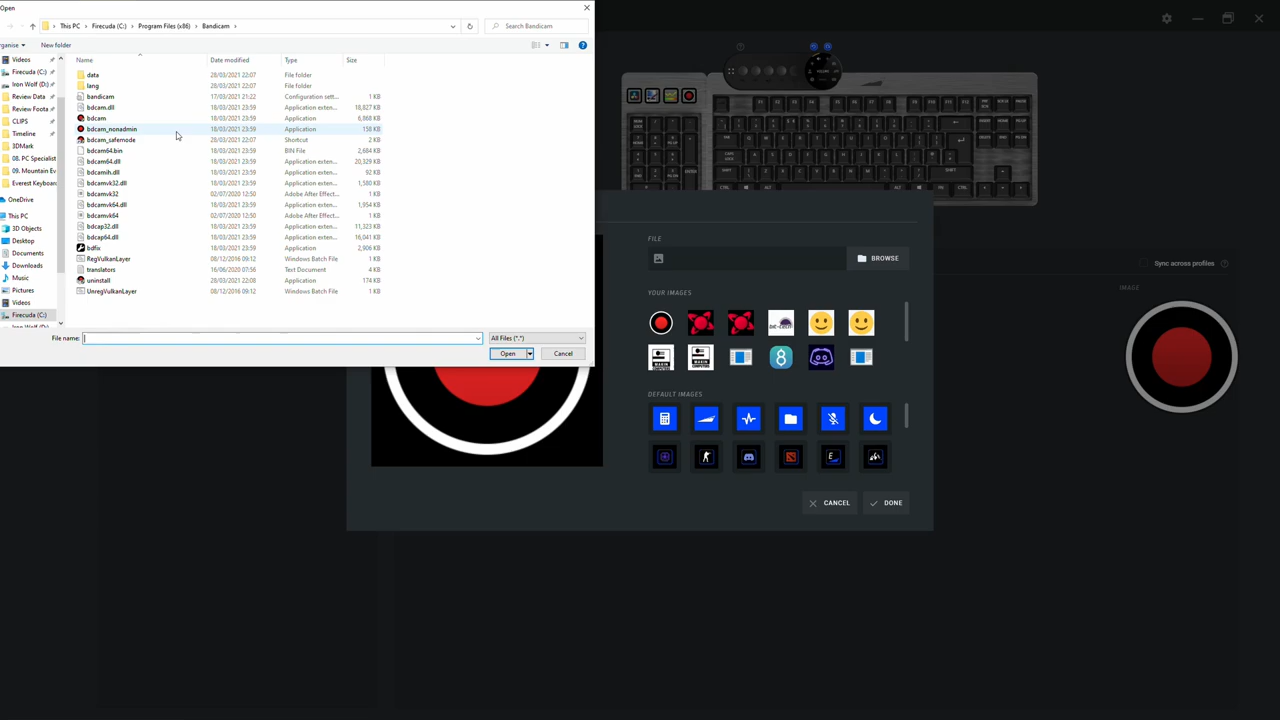 Open
This PC > Firecuda (C:) > Program Files (x86) > Bandicam >
Search Bandicam
rganise
New folder
Name
Date modified
Type
Size
Videos
Firecuda (C:)
Iron Wolf (D:)
Review Data
Review Foota
CLIPS
Timeline
3DMark
08. PC Specialist
09. Mountain Ev
Everest Keyboard
OneDrive
This PC
3D Objects
Desktop
Documents
Downloads
Music
Pictures
Videos
Firecuda (C:)
Iron Wolf (D:)
data 28/03/2021 22:07 File folder
lang 28/03/2021 22:07 File folder
bandicam 17/03/2021 21:22 Configuration sett... 1 KB
bdcam.dll 18/03/2021 23:59 Application exten... 18,827 KB
bdcam 18/03/2021 23:59 Application 6,868 KB
bdcam_nonadmin 18/03/2021 23:59 Application 158 KB
bdcam_safemode 28/03/2021 22:07 Shortcut 2 KB
bdcam64.bin 18/03/2021 23:59 BIN File 2,684 KB
bdcam64.dll 18/03/2021 23:59 Application exten... 20,329 KB
bdcamih.dll 18/03/2021 23:59 Application exten... 92 KB
bdcamvk32.dll 18/03/2021 23:59 Application exten... 1,580 KB
bdcamvk32 02/07/2020 12:50 Adobe After Effect... 1 KB
bdcamvk64.dll 18/03/2021 23:59 Application exten... 1,954 KB
bdcamvk64 02/07/2020 12:50 Adobe After Effect... 1 KB
bdcap32.dll 18/03/2021 23:59 Application exten... 11,323 KB
bdcap64.dll 18/03/2021 23:59 Application exten... 16,041 KB
bdfix 18/03/2021 23:59 Application 2,906 KB
RegVulkanLayer 08/12/2016 09:12 Windows Batch File 1 KB
translators 16/06/2020 07:56 Text Document 4 KB
uninstall 28/03/2021 22:08 Application 174 KB
UnregVulkanLayer 08/12/2016 09:12 Windows Batch File 1 KB
File name:
All Files (*.*)
Open
Cancel
FILE
BROWSE
YOUR IMAGES
DEFAULT IMAGES
CANCEL
DONE
Sync across profiles
IMAGE